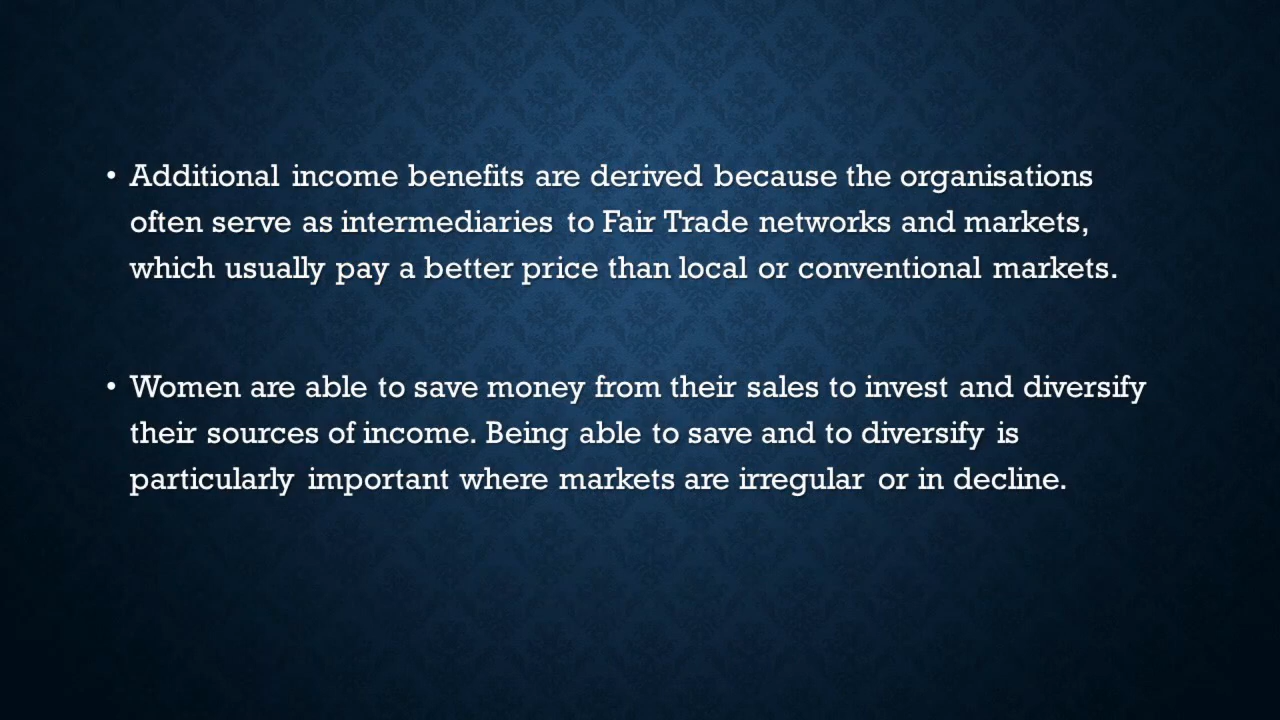 • Additional income benefits are derived because the organisations
often serve as intermediaries to Fair Trade networks and markets,
which usually pay a better price than local or conventional markets.
• Women are able to save money from their sales to invest and diversify
their sources of income. Being able to save and to diversify is
particularly important where markets are irregular or in decline.